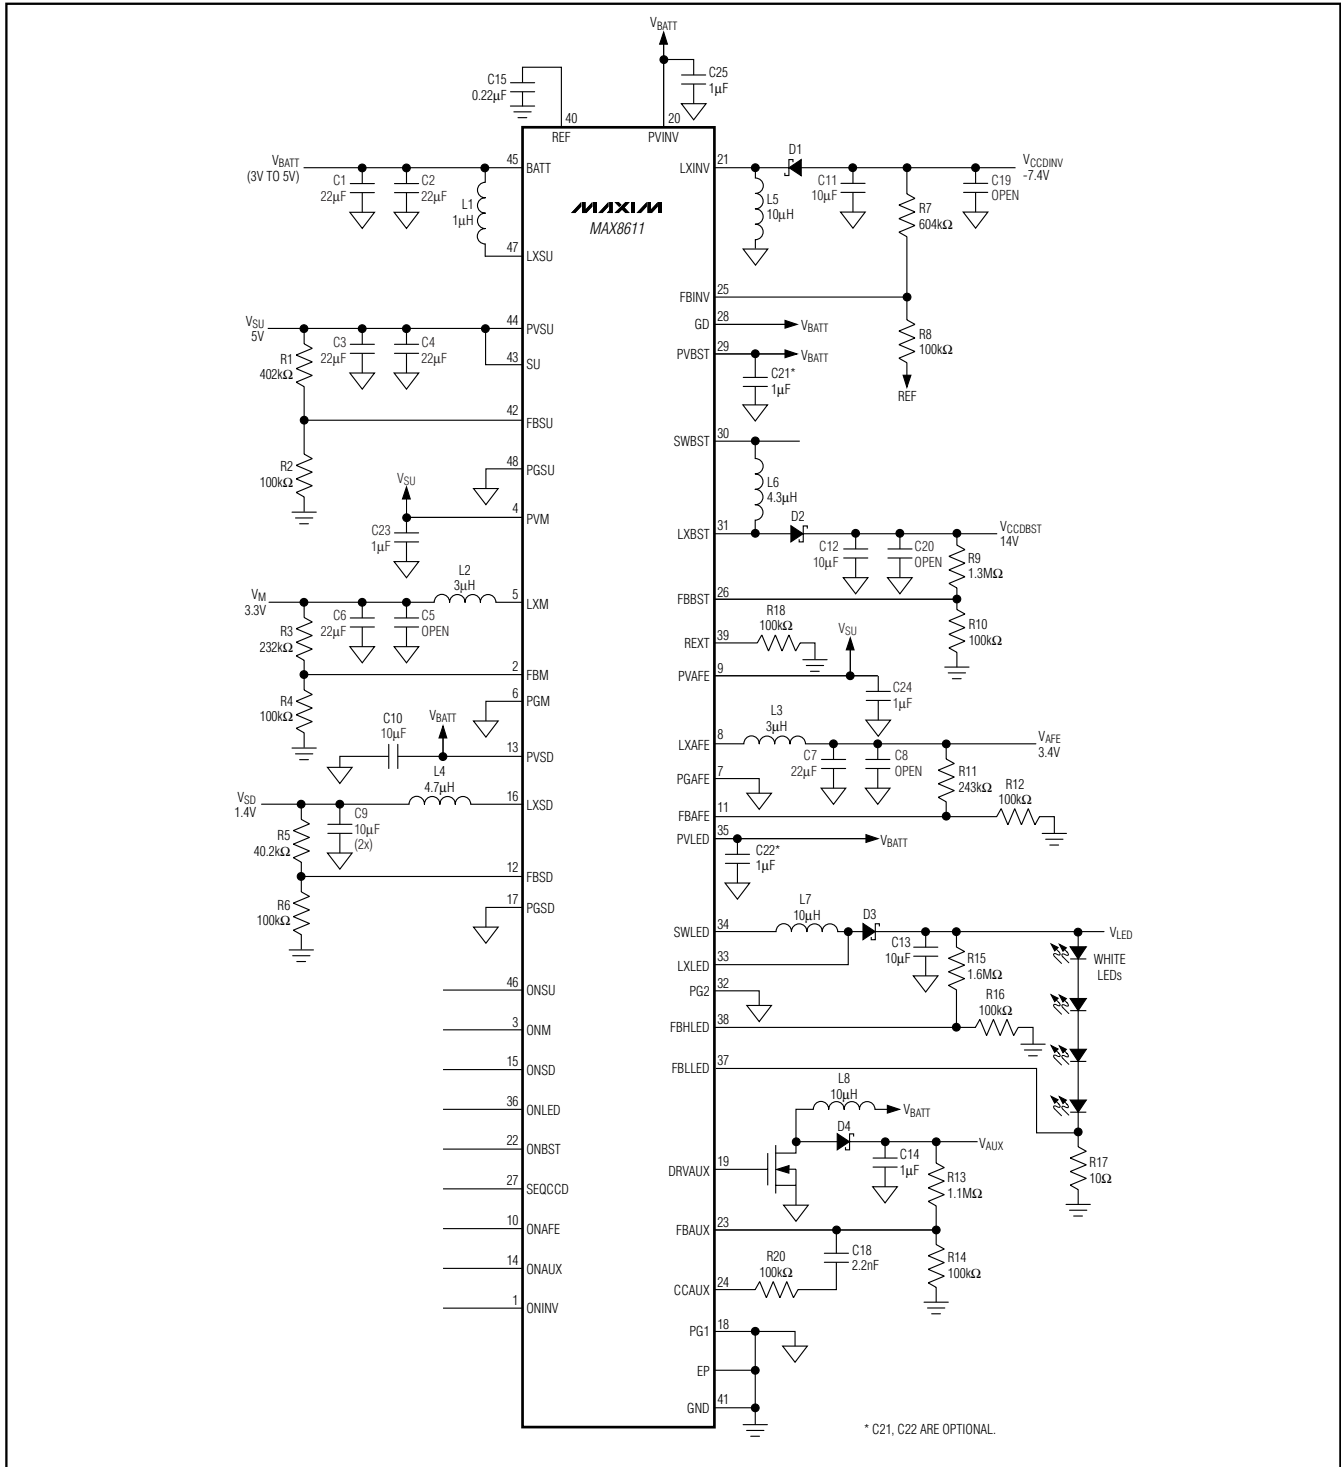 VBATT
C15
0.22µF
C25
1µF
40
REF
20
PVINV
MAXIM
MAX8611
VBATT
(3V TO 5V)
C1
22µF
C2
22µF
L1
1µH
45
BATT
47
LXSU
VSU
5V
R1
402kΩ
C3
22µF
C4
22µF
44
PVSU
43
SU
42
FBSU
R2
100kΩ
48
PGSU
VSU
C23
1µF
4
PVM
VM
3.3V
L2
3µH
5
LXM
R3
232kΩ
C6
22µF
C5
OPEN
2
FBM
R4
100kΩ
6
PGM
C10
10µF
VBATT
13
PVSD
VSD
1.4V
L4
4.7µH
16
LXSD
R5
40.2kΩ
C9
10µF
(2x)
12
FBSD
R6
100kΩ
17
PGSD
46
ONSU
3
ONM
15
ONSD
36
ONLED
22
ONBST
27
SEQCCD
10
ONAFE
14
ONAUX
1
ONINV
LXINV
21
D1
VCCDINV
-7.4V
L5
10µH
C11
10µF
R7
604kΩ
C19
OPEN
FBINV
25
GD
28
VBATT
R8
100kΩ
REF
PVBST
29
VBATT
C21*
1µF
SWBST
30
L6
4.3µH
LXBST
31
D2
VCCDBST
14V
C12
10µF
C20
OPEN
R9
1.3MΩ
FBBST
26
R10
100kΩ
REXT
39
R18
100kΩ
VSU
PVAFE
9
C24
1µF
LXAFE
8
L3
3µH
VAFE
3.4V
C7
22µF
C8
OPEN
R11
243kΩ
R12
100kΩ
PGAFE
7
FBAFE
11
PVLED
35
VBATT
C22*
1µF
SWLED
34
L7
10µH
D3
VLED
LXLED
33
C13
10µF
R15
1.6MΩ
WHITE
LEDs
PG2
32
R16
100kΩ
FBHLED
38
FBLLED
37
L8
10µH
VBATT
D4
VAUX
DRVAUX
19
C14
1µF
R13
1.1MΩ
R17
10Ω
FBAUX
23
C18
2.2nF
R14
100kΩ
R20
100kΩ
CCAUX
24
PG1
18
EP
GND
41
* C21, C22 ARE OPTIONAL.